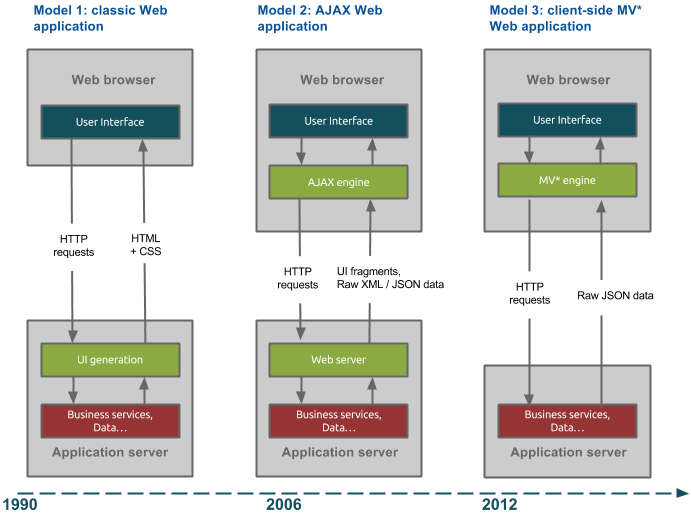 Model 1: classic Web
application
Web browser
User Interface
HTTP
requests
HTML
+ CSS
UI generation
Business services,
Data...
Application server
Model 2: AJAX Web
application
Web browser
User Interface
AJAX engine
HTTP
requests
UI fragments,
Raw XML / JSON data
Web server
Business services,
Data...
Application server
Model 3: client-side MV*
Web application
Web browser
User Interface
MV* engine
HTTP
requests
Raw JSON data
Business services,
Data...
Application server
1990
2006
2012